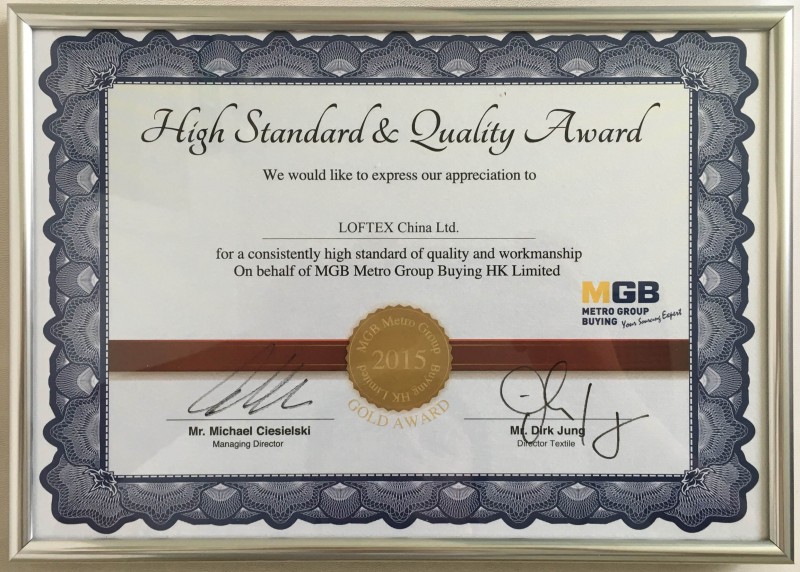 High Standard & Quality Award
We would like to express our appreciation to
LOFTEX China Ltd.
for a consistently high standard of quality and workmanship
On behalf of MGB Metro Group Buying HK Limited
MGB
METRO GROUP
BUYING Your Sourcing Expert
MGB Metro Group Buying HK Limited
2015
GOLD AWARD
Mr. Michael Ciesielski
Managing Director
Mr. Dirk Jung
Director Textile